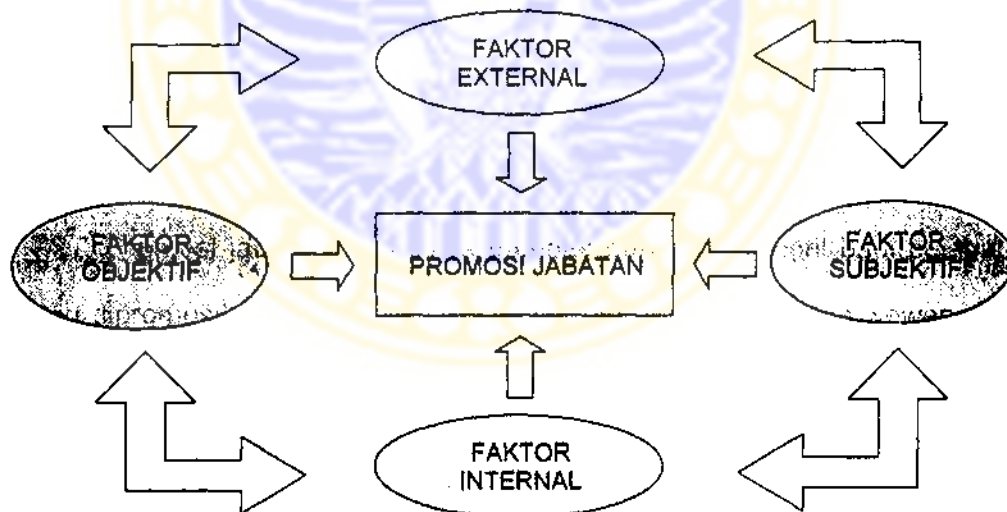 FAKTOR
EXTERNAL
FAKTOR
OBJEKTIF
PROMOSI JABATAN
FAKTOR
SUBJEKTIF
FAKTOR
INTERNAL